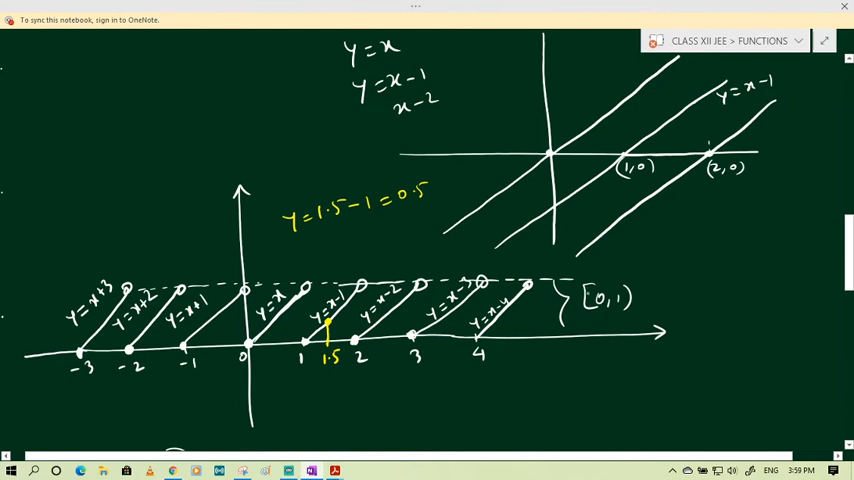 To sync this notebook, sign in to OneNote.
CLASS XII JEE > FUNCTIONS
y = x
y = x-1
x-2
y = x-1
(1,0)
(2,0)
y = 1.5-1 = 0.5
y=x+3
y=x+2
y=x+1
y=x
y=x-1
y=x-2
y=x-3
y=x-4
[0,1)
-3
-2
-1
0
1
1.5
2
3
4
ENG
3:59 PM